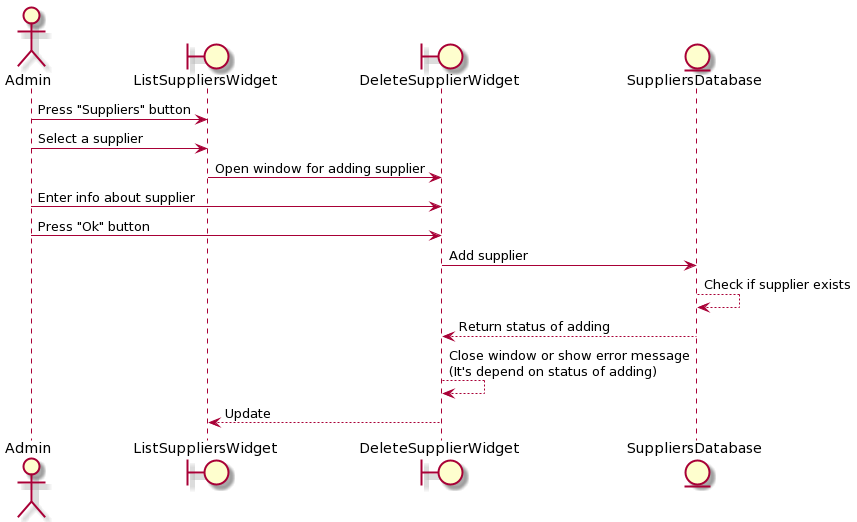 Admin
ListSuppliersWidget
DeleteSupplierWidget
SuppliersDatabase
Press "Suppliers" button
Select a supplier
Open window for adding supplier
Enter info about supplier
Press "Ok" button
Add supplier
Check if supplier exists
Return status of adding
Close window or show error message
(It's depend on status of adding)
Update
Admin
ListSuppliersWidget
DeleteSupplierWidget
SuppliersDatabase